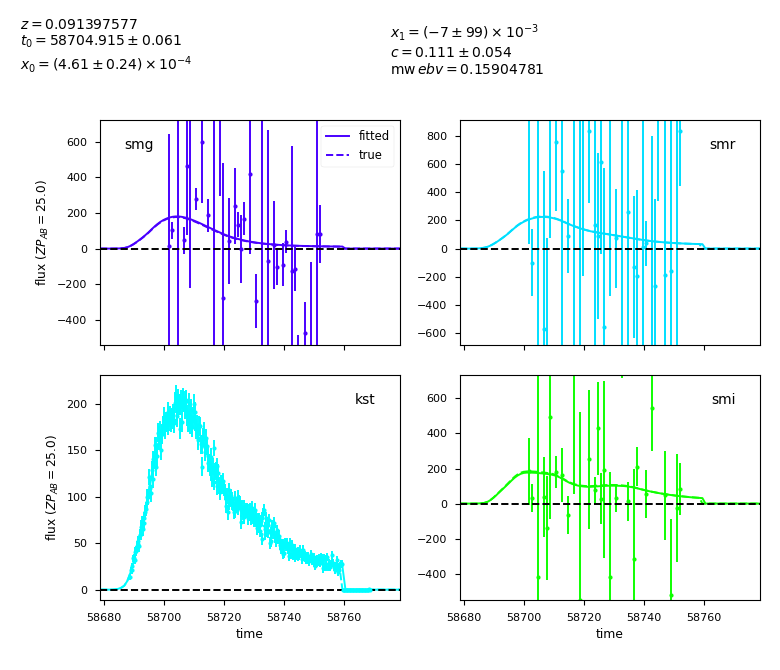 z = 0.091397577
t₀ = 58704.915 ± 0.061
x₀ = (4.61 ± 0.24) × 10⁻⁴
x₁ = (−7 ± 99) × 10⁻³
c = 0.111 ± 0.054
mw ebv = 0.15904781
smg
fitted
true
600
400
200
0
−200
−400
flux (ZP_AB = 25.0)
smr
800
600
400
200
0
−200
−400
−600
kst
200
150
100
50
0
flux (ZP_AB = 25.0)
58680 58700 58720 58740 58760
time
smi
600
400
200
0
−200
−400
58680 58700 58720 58740 58760
time